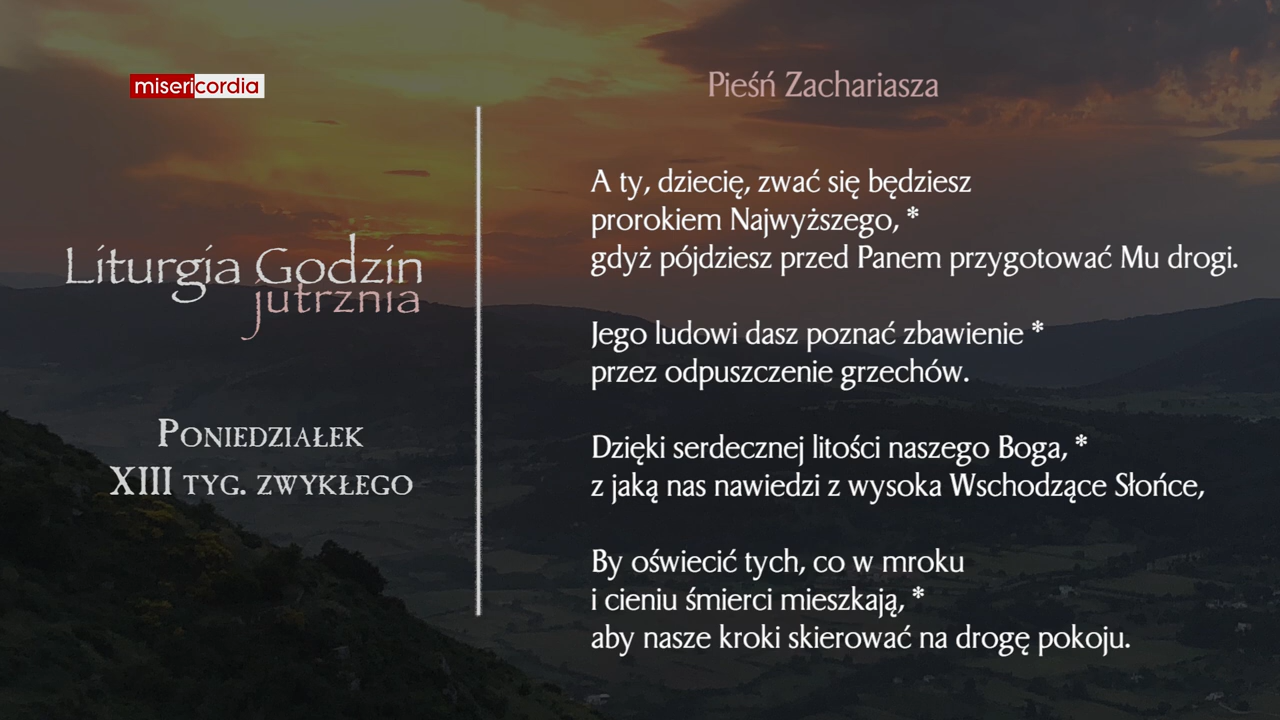 misericordia
Liturgia Godzin
jutrznia
Poniedziałek
XIII tyg. zwykłego
Pieśń Zachariasza
A ty, dziecię, zwać się będziesz
prorokiem Najwyższego, *
gdyż pójdziesz przed Panem przygotować Mu drogi.
Jego ludowi dasz poznać zbawienie *
przez odpuszczenie grzechów.
Dzięki serdecznej litości naszego Boga, *
z jaką nas nawiedzi z wysoka Wschodzące Słońce,
By oświecić tych, co w mroku
i cieniu śmierci mieszkają, *
aby nasze kroki skierować na drogę pokoju.